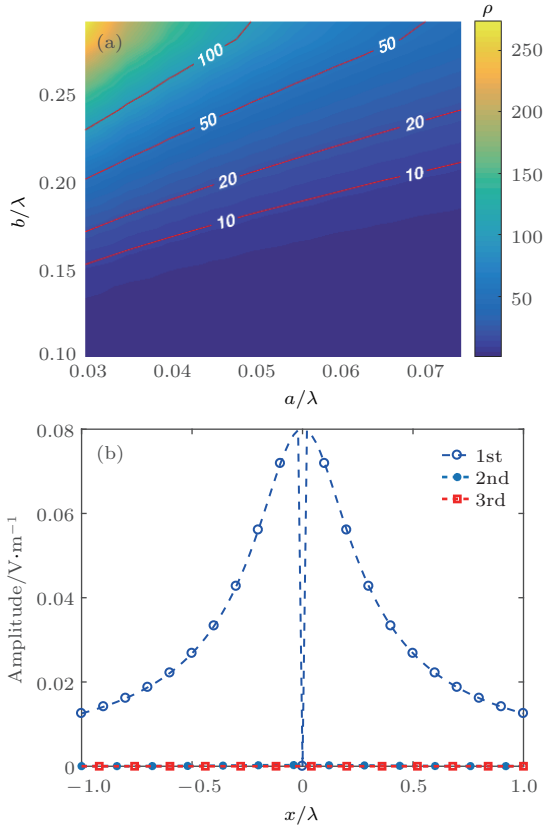 ρ
(a)
250
200
150
100
50
100
50
50
20
20
10
10
0.25
0.20
0.15
0.10
b/λ
0.03 0.04 0.05 0.06 0.07
a/λ
(b)
1st
2nd
3rd
0.08
0.06
0.04
0.02
0
Amplitude/V·m⁻¹
−1.0 −0.5 0 0.5 1.0
x/λ